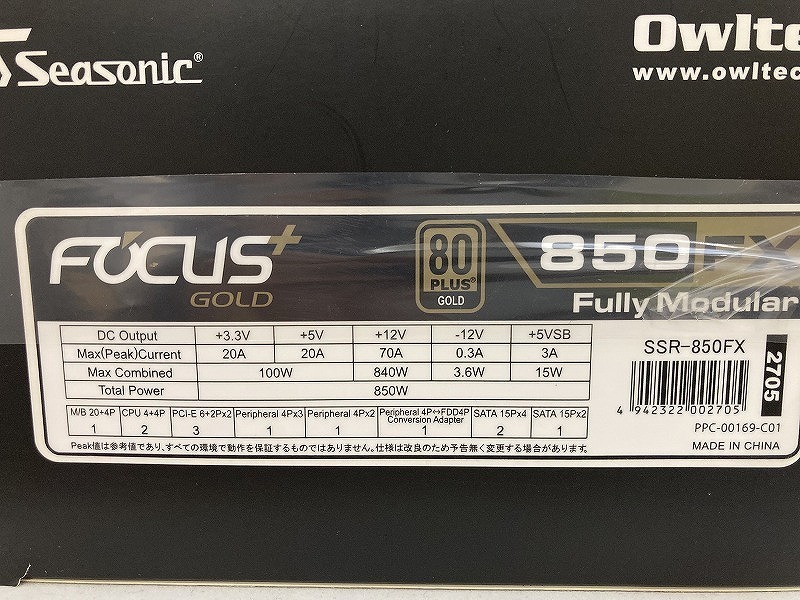 Seasonic®
Owlte
www.owltec
FOCUS+
GOLD
80
PLUS®
GOLD
850 FX
Fully Modular
DC Output +3.3V +5V +12V -12V +5VSB
Max(Peak)Current 20A 20A 70A 0.3A 3A
Max Combined 100W 840W 3.6W 15W
Total Power 850W
M/B 20+4P CPU 4+4P PCI-E 6+2Px2 Peripheral 4Px3 Peripheral 4Px2 Peripheral 4P↔FDD4P Conversion Adapter SATA 15Px4 SATA 15Px2
1 2 3 1 1 1 2 1
Peak値は参考値であり、すべての環境で動作を保証するものではありません。仕様は改良のため予告無く変更する場合があります。
SSR-850FX
2705
4 942322 002705
PPC-00169-C01
MADE IN CHINA